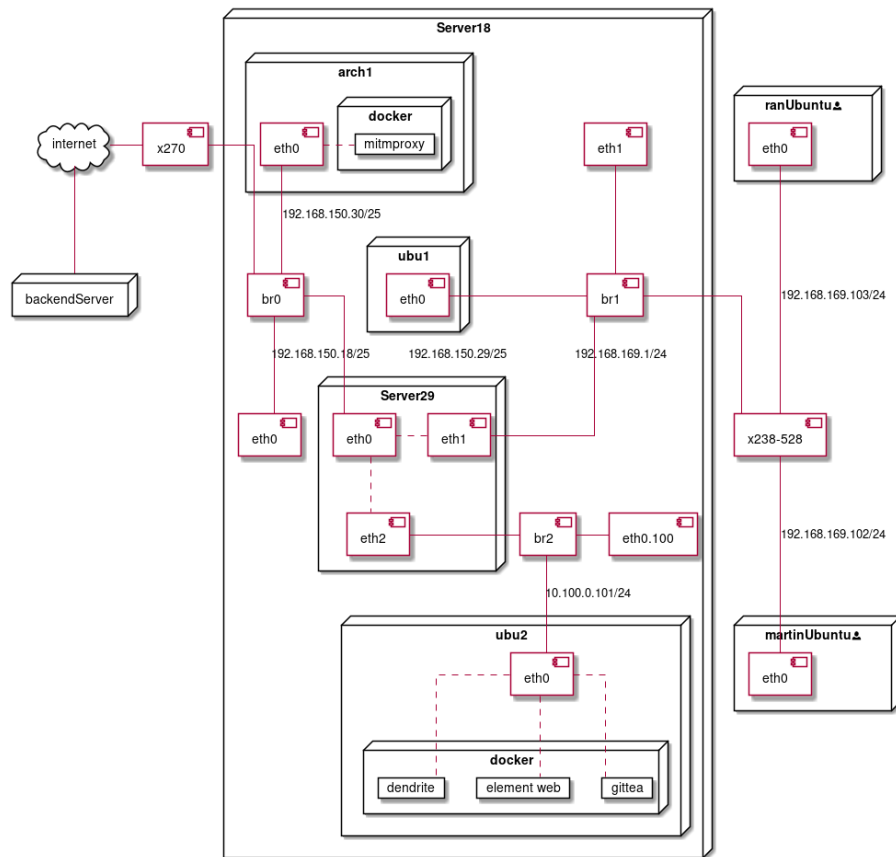 Server18
arch1
docker
mitmproxy
eth0
eth1
ranUbuntu
eth0
internet
x270
192.168.150.30/25
ubu1
eth0
backendServer
br0
br1
192.168.169.103/24
192.168.150.18/25
192.168.150.29/25
192.168.169.1/24
Server29
eth0
eth0
eth1
x238-528
eth2
br2
eth0.100
192.168.169.102/24
10.100.0.101/24
ubu2
martinUbuntu
eth0
eth0
docker
dendrite
element web
gittea